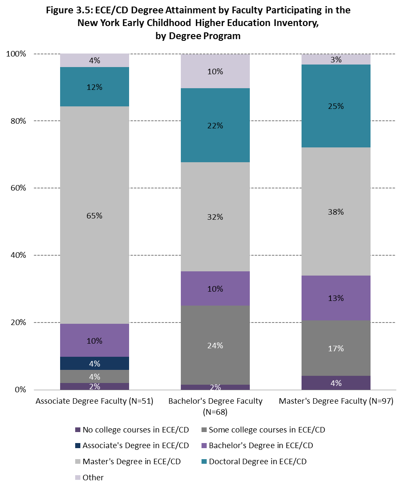 Figure 3.5: ECE/CD Degree Attainment by Faculty Participating in the
New York Early Childhood Higher Education Inventory,
by Degree Program
100%
80%
60%
40%
20%
0%
4%
12%
65%
10%
4%
4%
2%
10%
22%
32%
10%
24%
2%
3%
25%
38%
13%
17%
4%
Associate Degree Faculty (N=51)
Bachelor's Degree Faculty
(N=68)
Master's Degree Faculty (N=97)
No college courses in ECE/CD
Some college courses in ECE/CD
Associate's Degree in ECE/CD
Bachelor's Degree in ECE/CD
Master's Degree in ECE/CD
Doctoral Degree in ECE/CD
Other